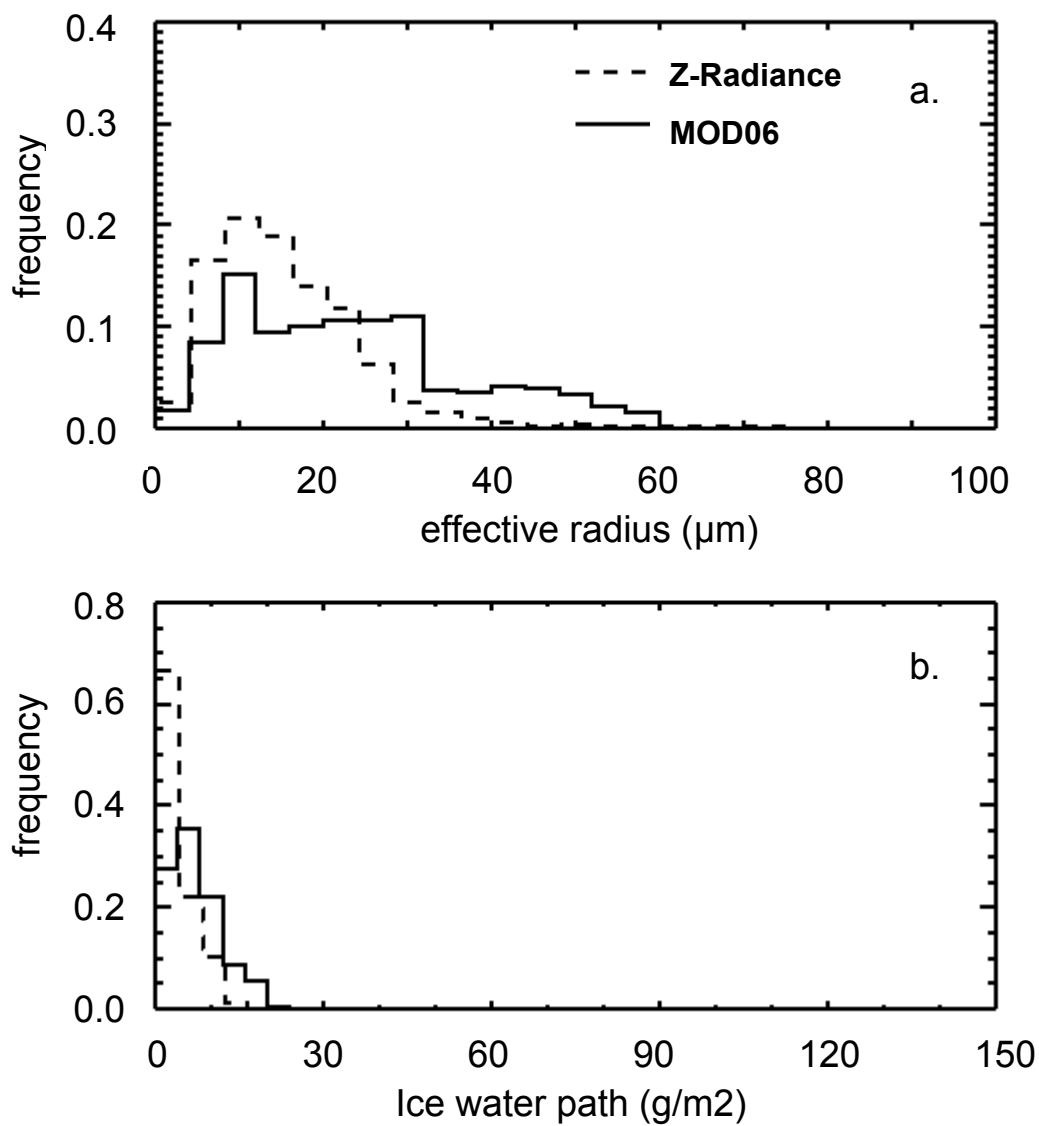 0.4
0.3
0.2
0.1
0.0
frequency
Z-Radiance
MOD06
a.
0 20 40 60 80 100
effective radius (µm)
0.8
0.6
0.4
0.2
0.0
frequency
b.
0 30 60 90 120 150
Ice water path (g/m2)